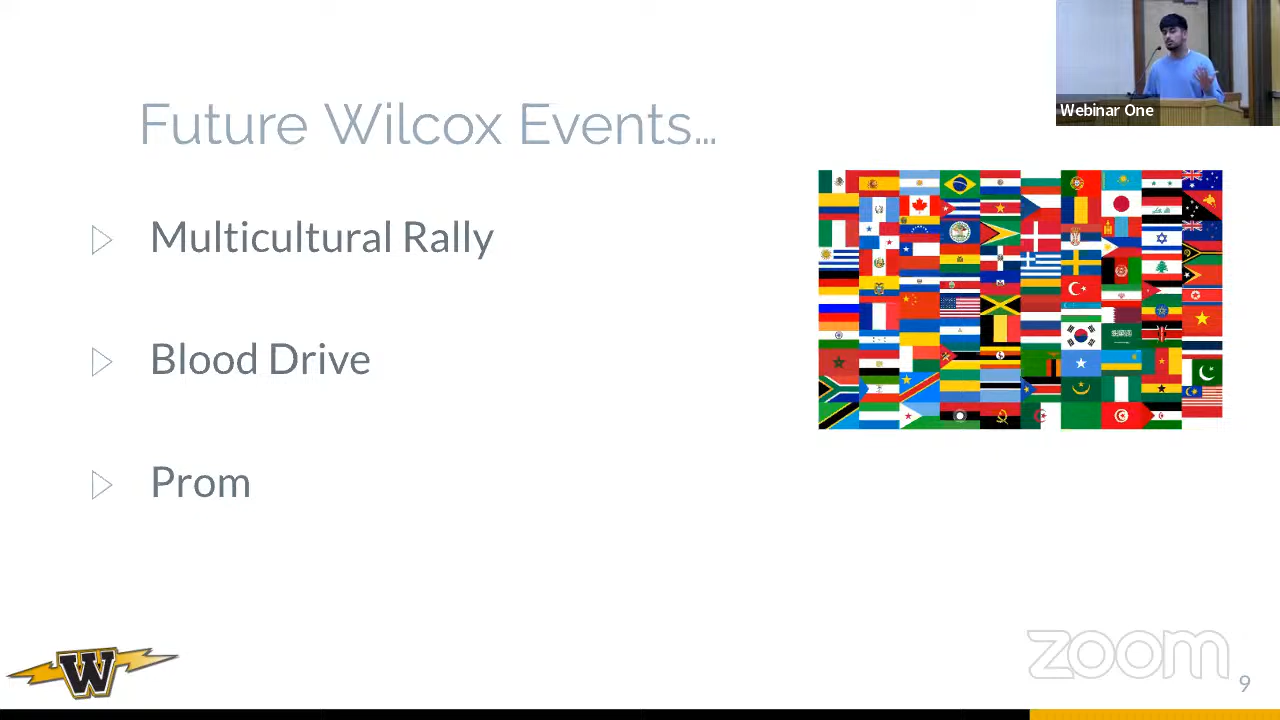 Webinar One
Future Wilcox Events…
Multicultural Rally
Blood Drive
Prom
W
zoom
9